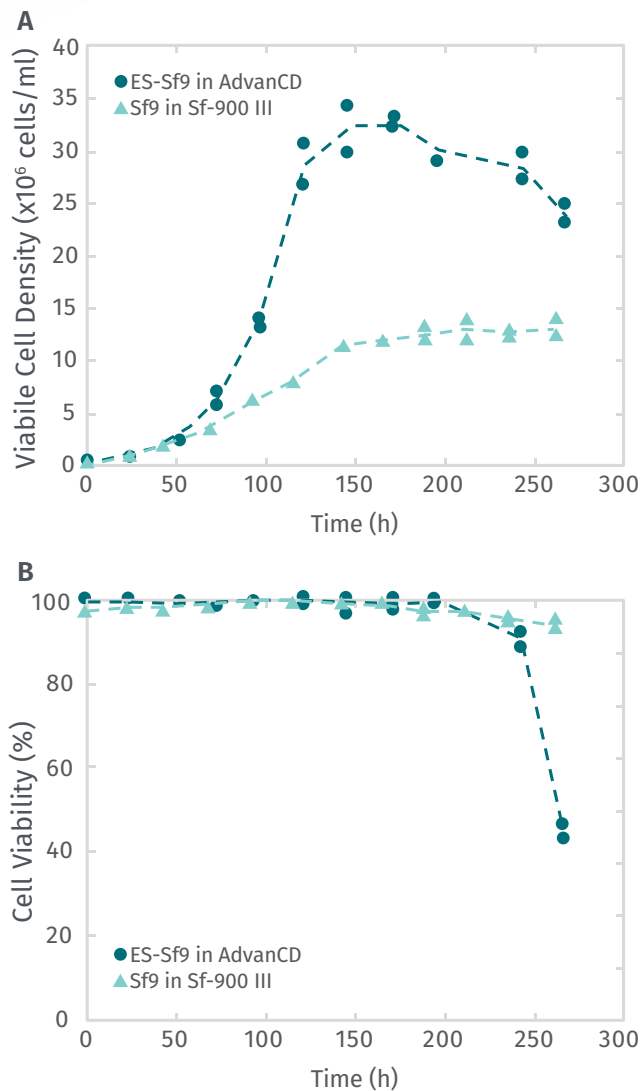 A
40
35
30
25
20
15
10
5
0
Viabile Cell Density (x10⁶ cells/ml)
ES-Sf9 in AdvanCD
Sf9 in Sf-900 III
0 50 100 150 200 250 300
Time (h)
B
100
80
60
40
20
0
Cell Viability (%)
ES-Sf9 in AdvanCD
Sf9 in Sf-900 III
0 50 100 150 200 250 300
Time (h)